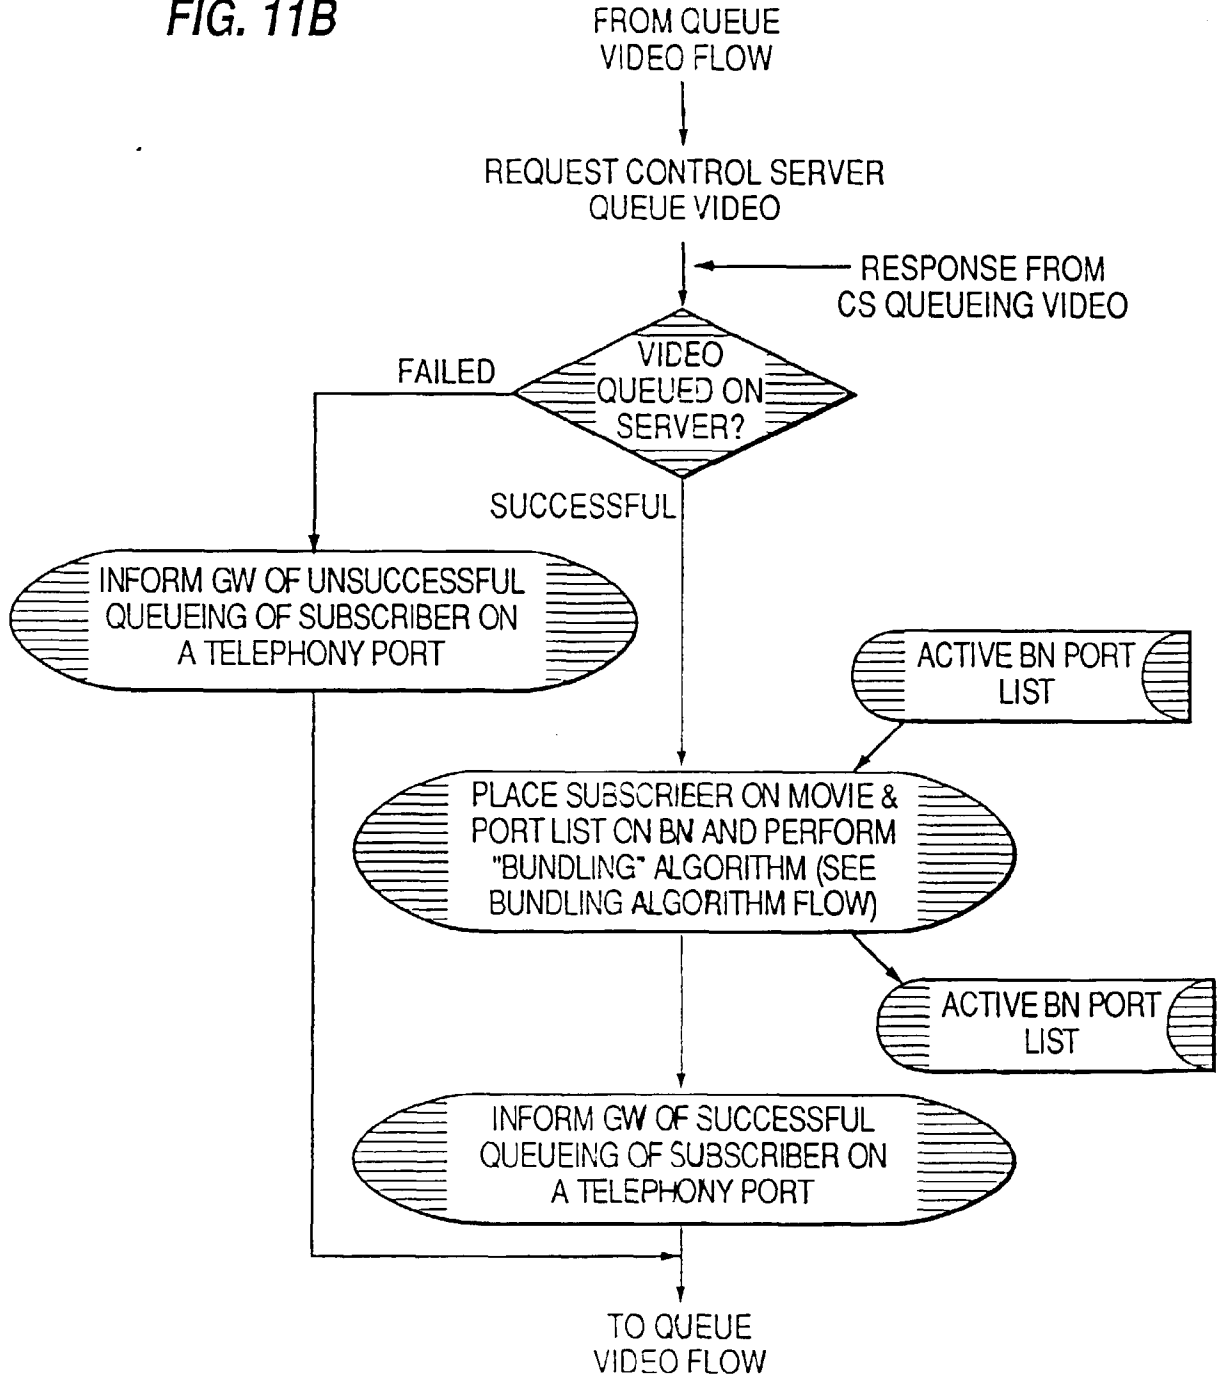 FIG. 11B
FROM QUEUE
VIDEO FLOW
REQUEST CONTROL SERVER
QUEUE VIDEO
RESPONSE FROM
CS QUEUEING VIDEO
VIDEO
QUEUED ON
SERVER?
FAILED
SUCCESSFUL
INFORM GW OF UNSUCCESSFUL
QUEUEING OF SUBSCRIBER ON
A TELEPHONY PORT
ACTIVE BN PORT
LIST
PLACE SUBSCRIBER ON MOVIE &
PORT LIST ON BN AND PERFORM
"BUNDLING" ALGORITHM (SEE
BUNDLING ALGORITHM FLOW)
ACTIVE BN PORT
LIST
INFORM GW OF SUCCESSFUL
QUEUEING OF SUBSCRIBER ON
A TELEPHONY PORT
TO QUEUE
VIDEO FLOW